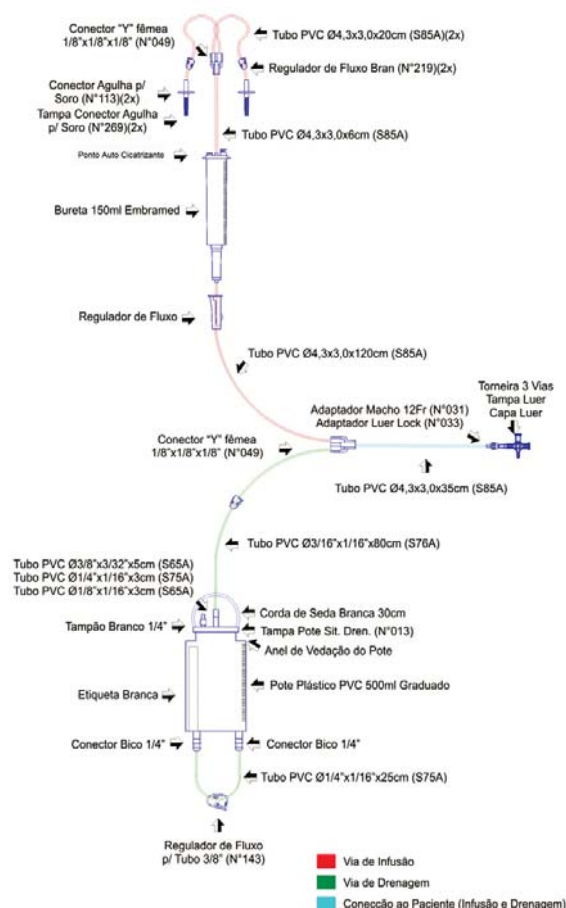 Conector “Y” fêmea
1/8”x1/8”x1/8” (N°049)
Tubo PVC Ø4,3x3,0x20cm (S85A)(2x)
Regulador de Fluxo Bran (N°219)(2x)
Conector Agulha p/
Soro (N°113)(2x)
Tampa Conector Agulha
p/ Soro (N°269)(2x)
Tubo PVC Ø4,3x3,0x6cm (S85A)
Ponto Auto Cicatrizante
Bureta 150ml Embramed
Regulador de Fluxo
Tubo PVC Ø4,3x3,0x120cm (S85A)
Torneira 3 Vias
Tampa Luer
Capa Luer
Adaptador Macho 12Fr (N°031)
Adaptador Luer Lock (N°033)
Conector “Y” fêmea
1/8”x1/8”x1/8” (N°049)
Tubo PVC Ø4,3x3,0x35cm (S85A)
Tubo PVC Ø3/16”x1/16”x80cm (S76A)
Tubo PVC Ø3/8”x3/32”x5cm (S65A)
Tubo PVC Ø1/4”x1/16”x3cm (S75A)
Tubo PVC Ø1/8”x1/16”x3cm (S65A)
Corda de Seda Branca 30cm
Tampão Branco 1/4”
Tampa Pote Sit. Dren. (N°013)
Anel de Vedação do Pote
Etiqueta Branca
Pote Plástico PVC 500ml Graduado
Conector Bico 1/4”
Conector Bico 1/4”
Tubo PVC Ø1/4”x1/16”x25cm (S75A)
Regulador de Fluxo
p/ Tubo 3/8” (N°143)
Via de Infusão
Via de Drenagem
Conecção ao Paciente (Infusão e Drenagem)